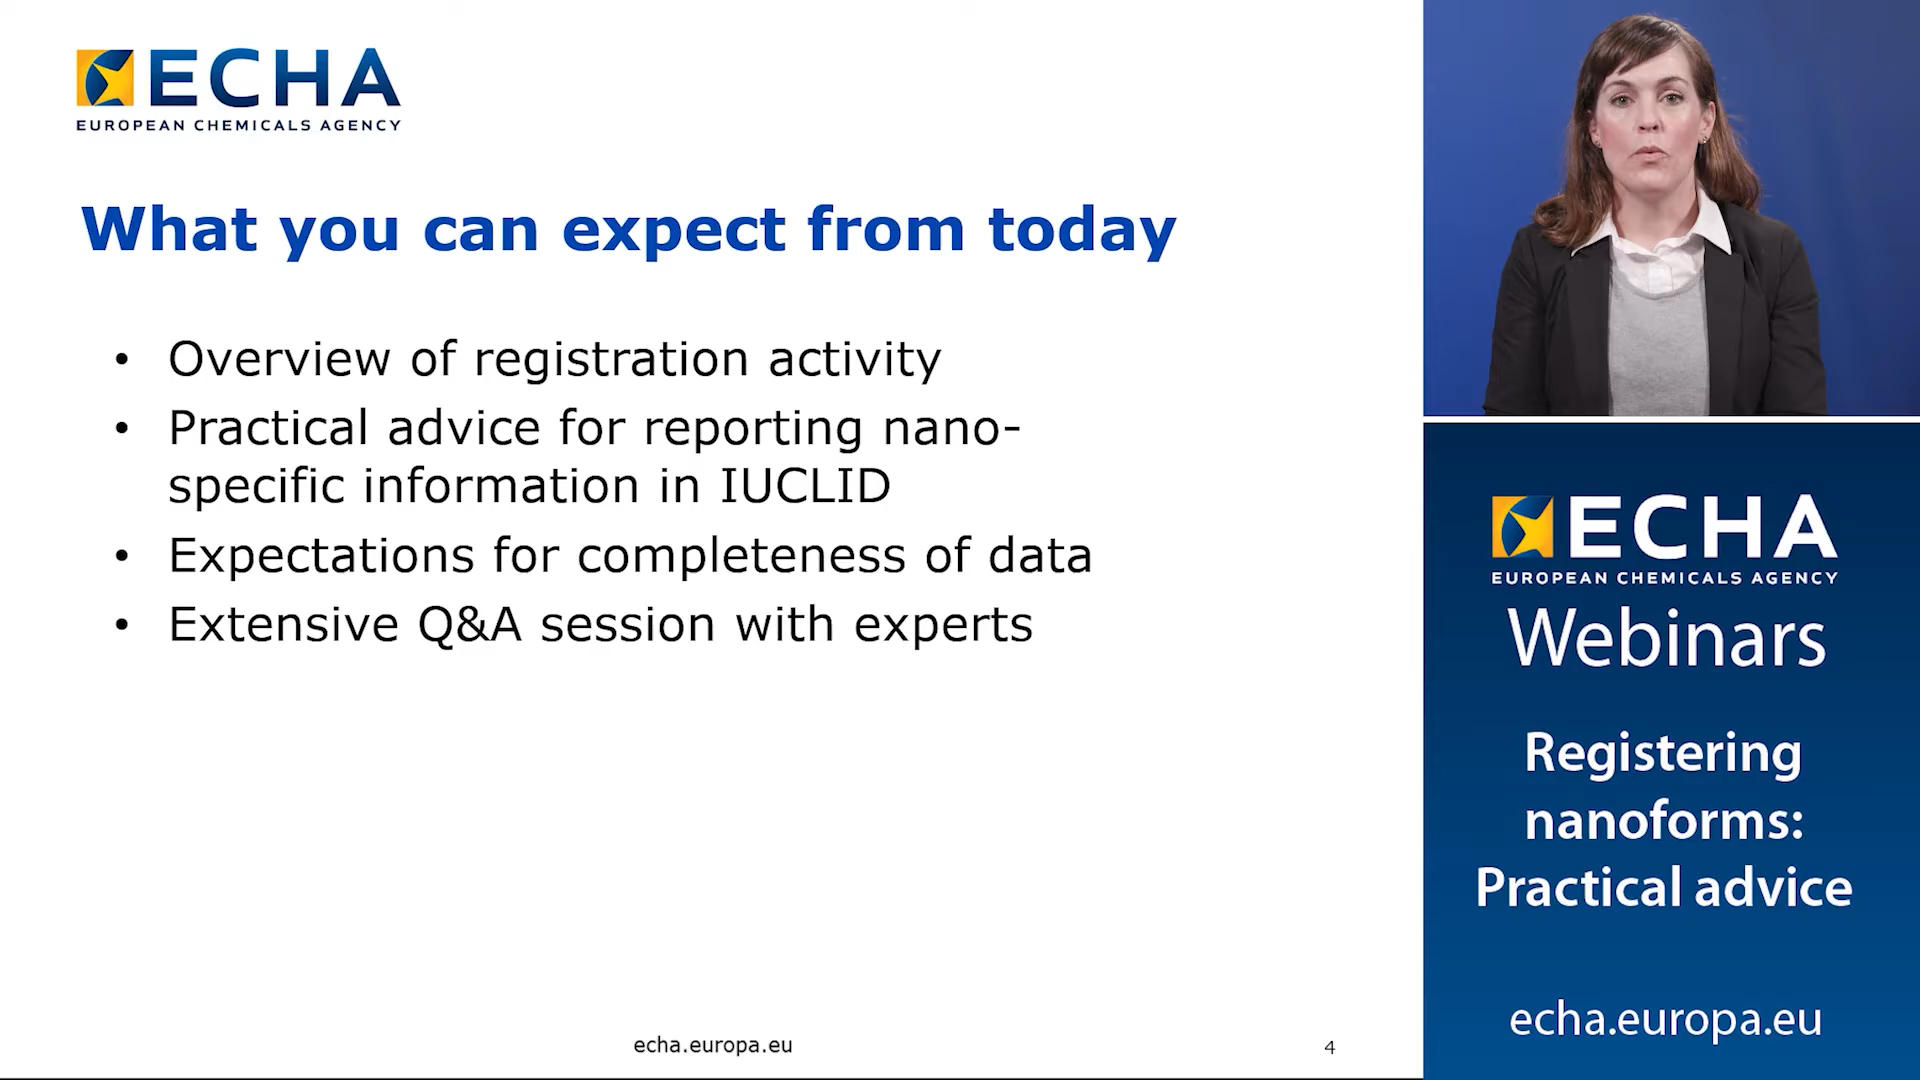 ECHA
EUROPEAN CHEMICALS AGENCY
What you can expect from today
• Overview of registration activity
• Practical advice for reporting nano-
specific information in IUCLID
• Expectations for completeness of data
• Extensive Q&A session with experts
echa.europa.eu
4
ECHA
EUROPEAN CHEMICALS AGENCY
Webinars
Registering
nanoforms:
Practical advice
echa.europa.eu